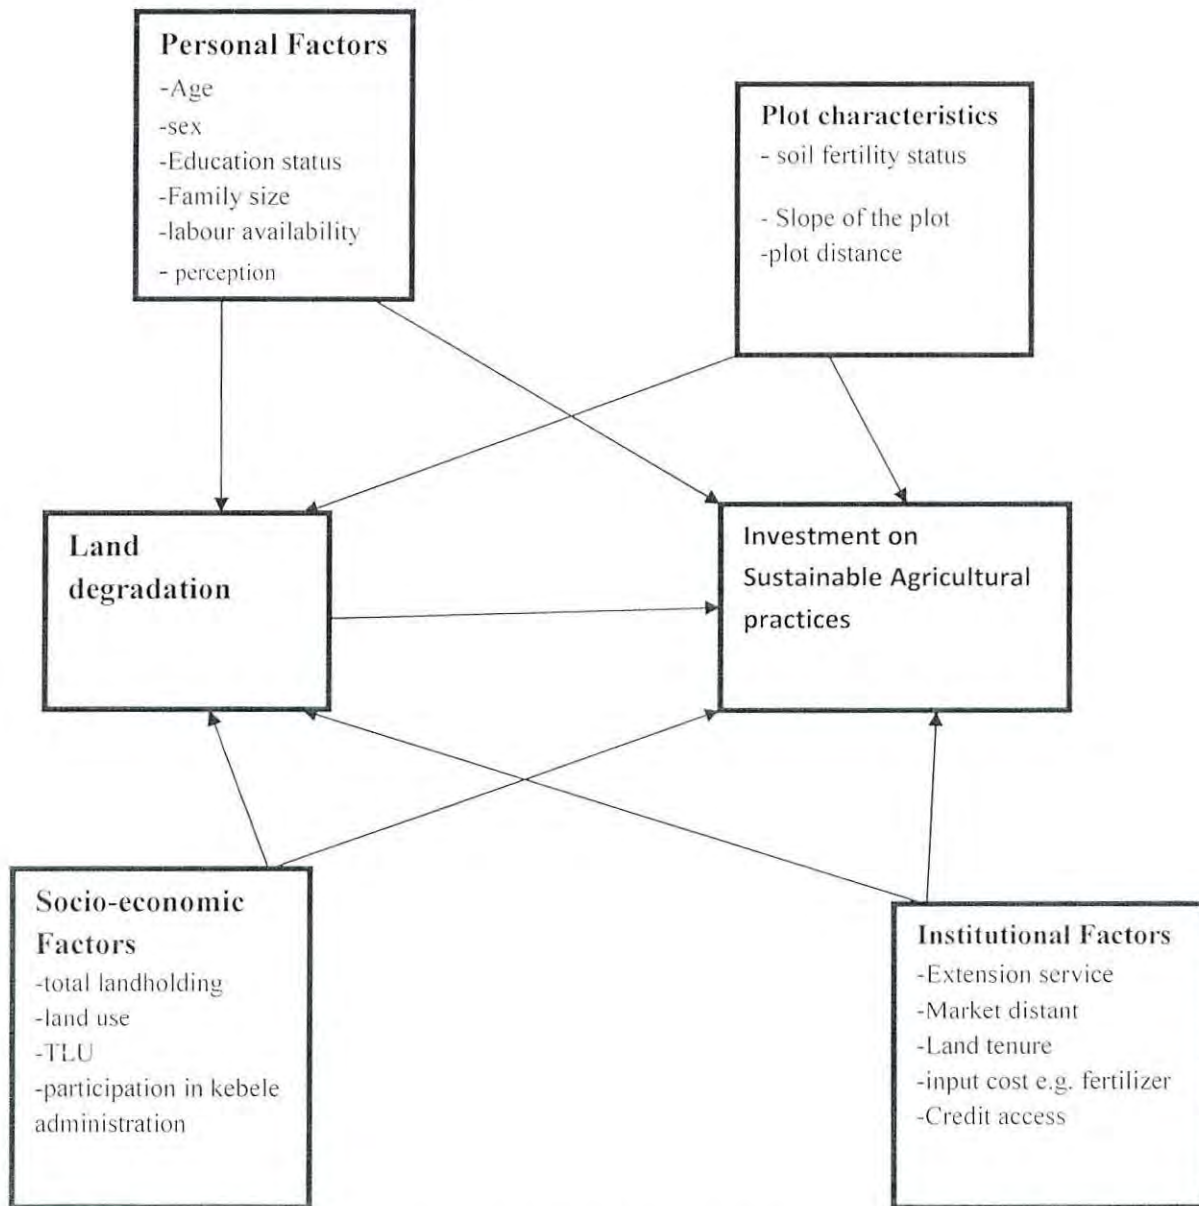 Personal Factors
-Age
-sex
-Education status
-Family size
-labour availability
- perception
Plot characteristics
- soil fertility status
- Slope of the plot
-plot distance
Land
degradation
Investment on
Sustainable Agricultural
practices
Socio-economic
Factors
-total landholding
-land use
-TLU
-participation in kebele
administration
Institutional Factors
-Extension service
-Market distant
-Land tenure
-input cost e.g. fertilizer
-Credit access